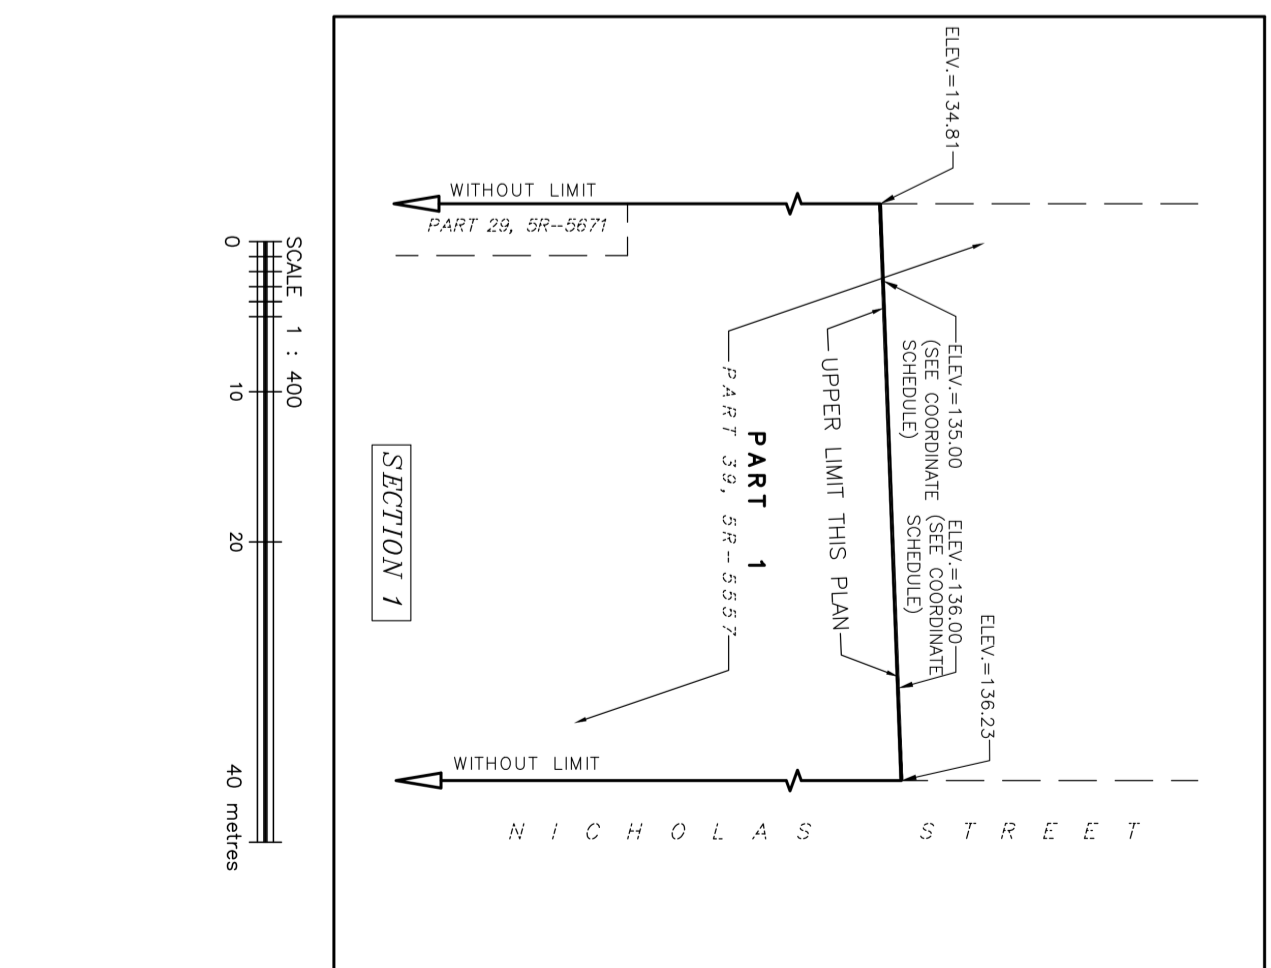 ELEV.=134.81
WITHOUT LIMIT
PART 29, 5R--5671
ELEV.=135.00
(SEE COORDINATE
SCHEDULE)
ELEV.=136.00
(SEE COORDINATE
SCHEDULE)
ELEV.=136.23
UPPER LIMIT THIS PLAN
PART 1
PART 39, 5R--5557
WITHOUT LIMIT
NICHOLAS STREET
SECTION 1
SCALE 1 : 400
0 10 20 40 metres